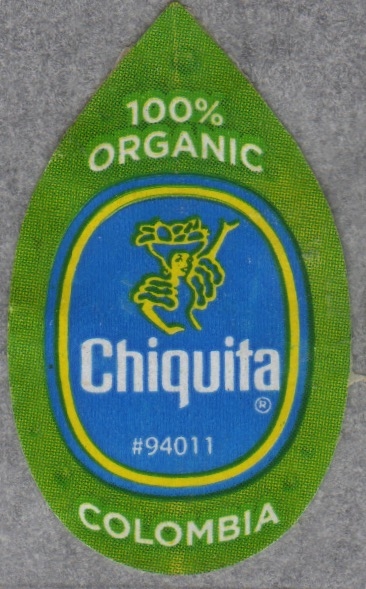 100%
ORGANIC
Chiquita
®
#94011
COLOMBIA